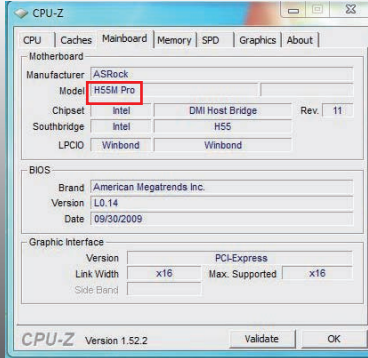 CPU-Z
CPU Caches Mainboard Memory SPD Graphics About
Motherboard
Manufacturer ASRock
Model H55M Pro
Chipset Intel DMI Host Bridge Rev. 11
Southbridge Intel H55
LPCIO Winbond Winbond
BIOS
Brand American Megatrends Inc.
Version L0.14
Date 09/30/2009
Graphic Interface
Version PCI-Express
Link Width x16 Max. Supported x16
Side Band
CPU-Z Version 1.52.2 Validate OK